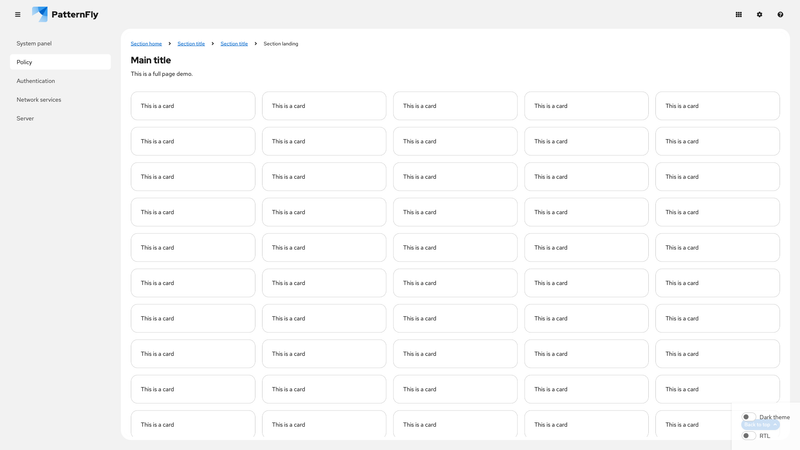 PatternFly
System panel
Policy
Authentication
Network services
Server
Section home > Section title > Section title > Section landing
Main title
This is a full page demo.
This is a card This is a card This is a card This is a card This is a card
This is a card This is a card This is a card This is a card This is a card
This is a card This is a card This is a card This is a card This is a card
This is a card This is a card This is a card This is a card This is a card
This is a card This is a card This is a card This is a card This is a card
This is a card This is a card This is a card This is a card This is a card
This is a card This is a card This is a card This is a card This is a card
This is a card This is a card This is a card This is a card This is a card
This is a card This is a card This is a card This is a card This is a card
This is a card This is a card This is a card This is a card This is a card
Dark theme
Back to top
RTL